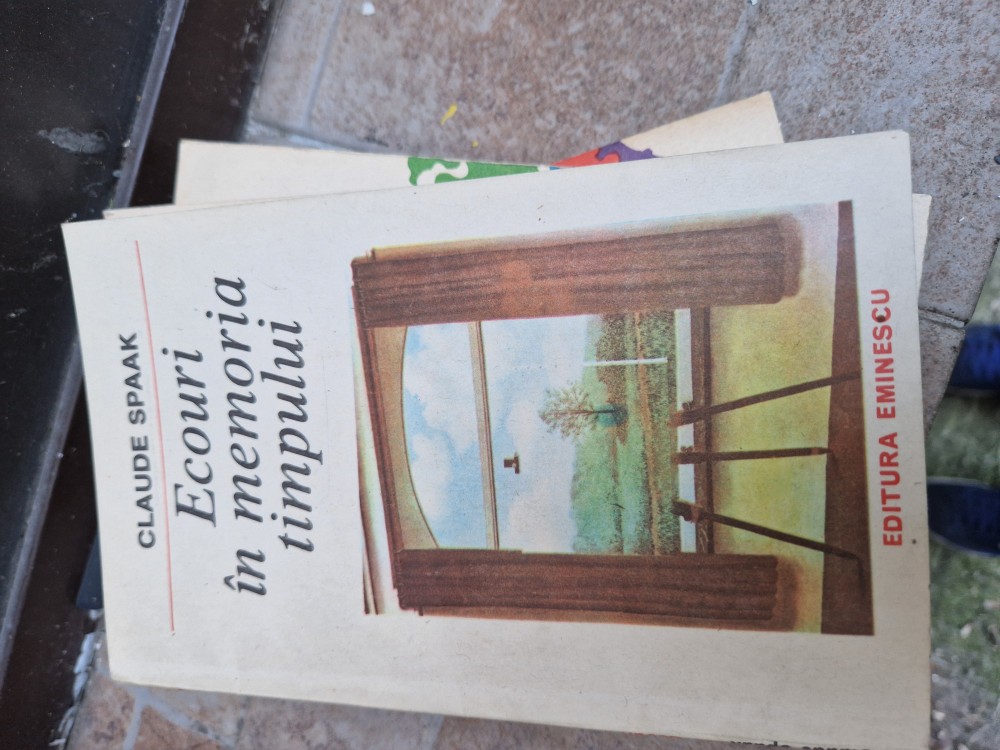 CLAUDE SPAAK
Ecouri
în memoria
timpului
EDITURA EMINESCU